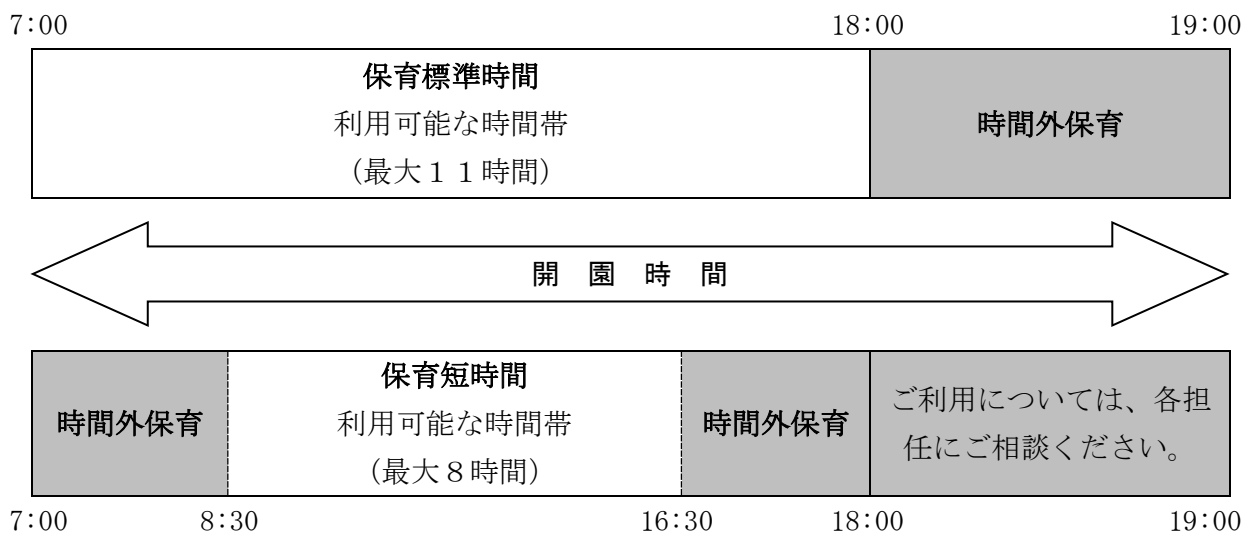 7:00 18:00 19:00
保育標準時間
利用可能な時間帯
（最大１１時間）
時間外保育
開 園 時 間
時間外保育
保育短時間
利用可能な時間帯
（最大８時間）
時間外保育
ご利用については、各担
任にご相談ください。
7:00 8:30 16:30 18:00 19:00